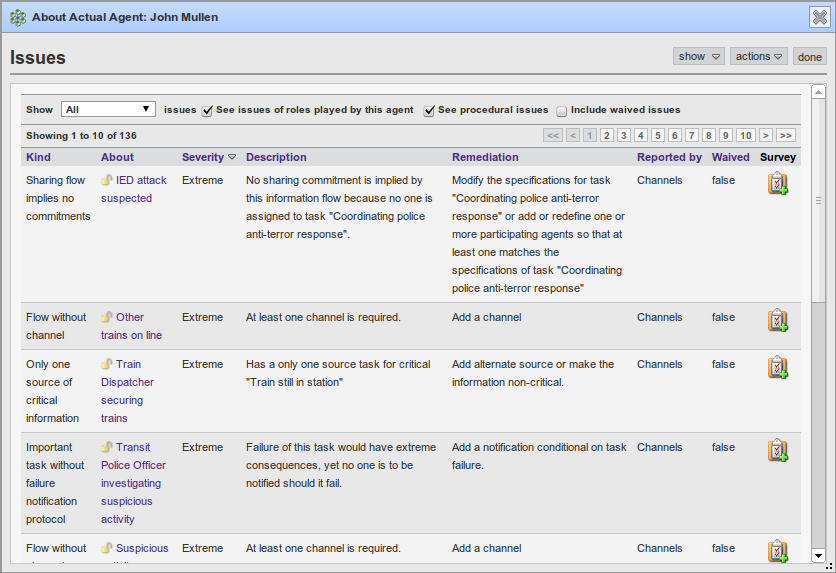 About Actual Agent: John Mullen
Issues
show
actions
done
Show All issues See issues of roles played by this agent See procedural issues Include waived issues
Showing 1 to 10 of 136
<< < 1 2 3 4 5 6 7 8 9 10 > >>
Kind About Severity Description Remediation Reported by Waived Survey
Sharing flow
implies no
commitments
IED attack
suspected
Extreme
No sharing commitment is implied by
this information flow because no one is
assigned to task "Coordinating police
anti-terror response".
Modify the specifications for task
"Coordinating police anti-terror
response" or add or redefine one or
more participating agents so that at
least one matches the
specifications of task "Coordinating
police anti-terror response"
Channels
false
Flow without
channel
Other
trains on line
Extreme
At least one channel is required.
Add a channel
Channels
false
Only one
source of
critical
information
Train
Dispatcher
securing
trains
Extreme
Has a only one source task for critical
"Train still in station"
Add alternate source or make the
information non-critical.
Channels
false
Important
task without
failure
notification
protocol
Transit
Police Officer
investigating
suspicious
activity
Extreme
Failure of this task would have extreme
consequences, yet no one is to be
notified should it fail.
Add a notification conditional on task
failure.
Channels
false
Flow without
Suspicious
Extreme
At least one channel is required.
Add a channel
Channels
false